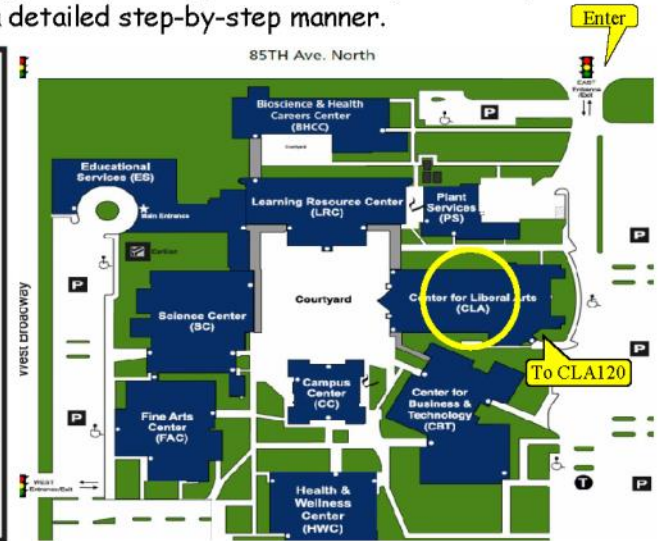 a detailed step-by-step manner.
Enter
85TH Ave. North
EAST
Entrance
/Exit
Bioscience & Health
Careers Center
(BHCC)
P
Courtyard
Educational
Services (ES)
Main Entrance
Learning Resource Center
(LRC)
Plant
Services
(PS)
P
Carillon
P
West Broadway
Science Center
(SC)
Courtyard
Center for Liberal Arts
(CLA)
P
To CLA120
Campus
Center
(CC)
Center for
Business &
Technology
(CBT)
P
Fine Arts
Center
(FAC)
WEST
Entrance/Exit
Health &
Wellness
Center
(HWC)
T
P